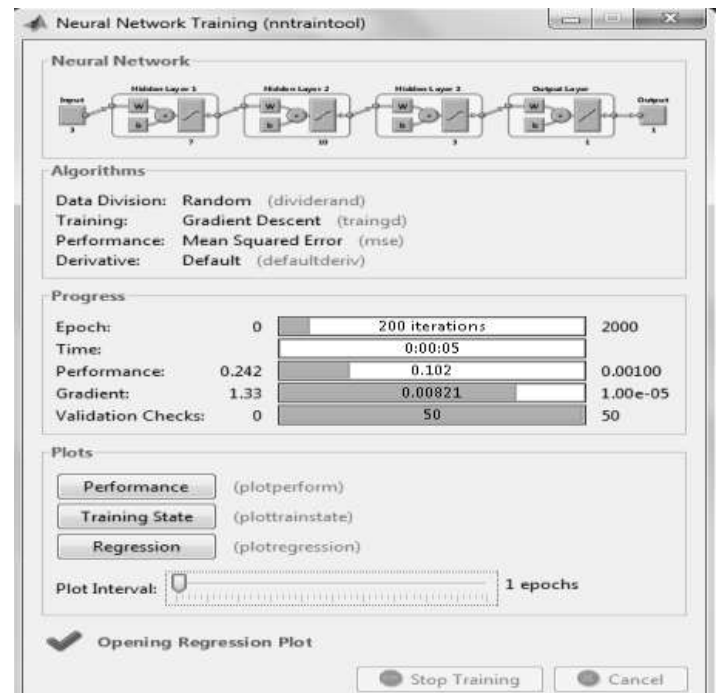 Neural Network Training (nntraintool)
Neural Network
Hidden Layer 1 Hidden Layer 2 Hidden Layer 3 Output Layer
Input Output
W W W W
b b b b
3 7 10 3 1 1
Algorithms
Data Division: Random (dividerand)
Training: Gradient Descent (traingd)
Performance: Mean Squared Error (mse)
Derivative: Default (defaultderiv)
Progress
Epoch: 0 200 iterations 2000
Time: 0:00:05
Performance: 0.242 0.102 0.00100
Gradient: 1.33 0.00821 1.00e-05
Validation Checks: 0 50 50
Plots
Performance (plotperform)
Training State (plottrainstate)
Regression (plotregression)
Plot Interval: 1 epochs
Opening Regression Plot
Stop Training Cancel